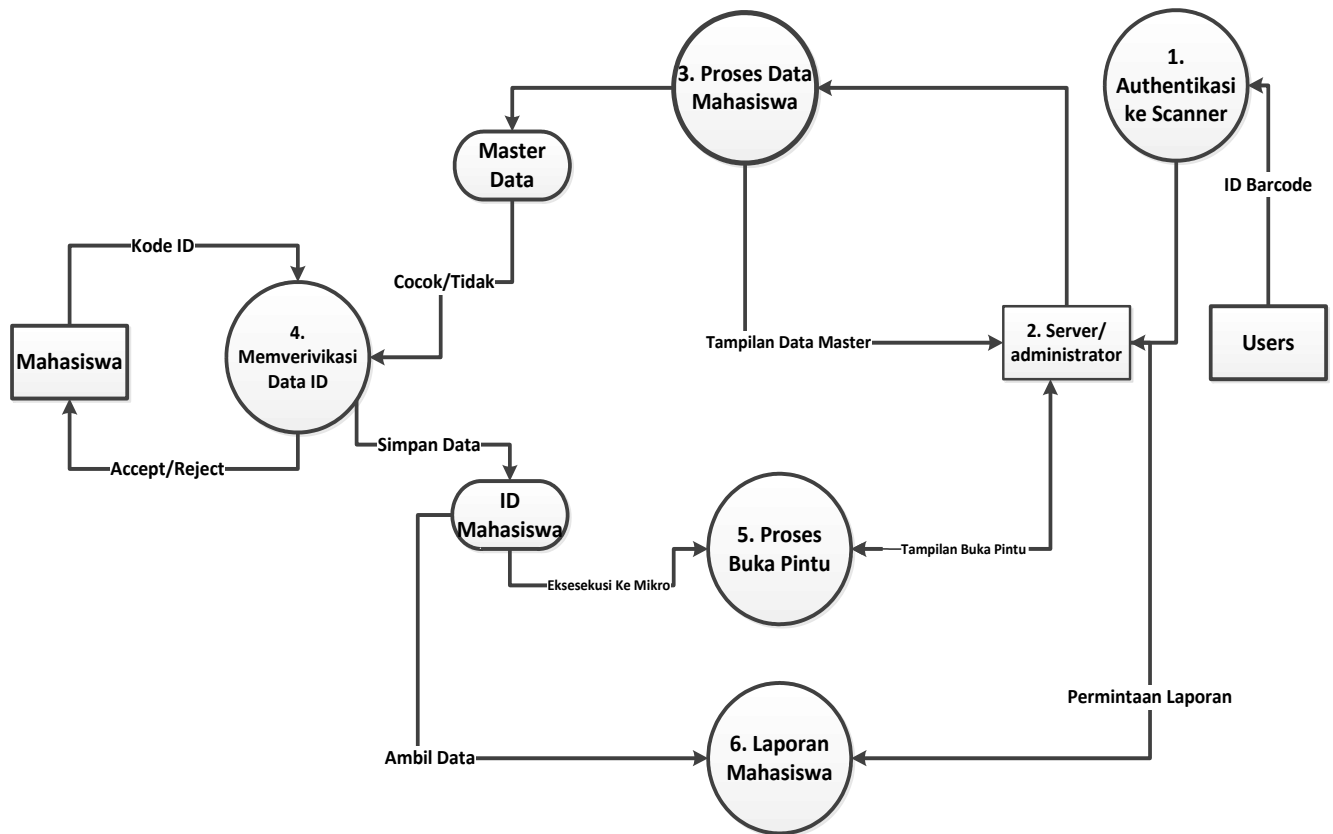 3. Proses Data
Mahasiswa
1.
Authentikasi
ke Scanner
Master
Data
ID Barcode
Kode ID
Cocok/Tidak
Mahasiswa
4.
Memverivikasi
Data ID
Tampilan Data Master
2. Server/
administrator
Users
Simpan Data
Accept/Reject
ID
Mahasiswa
5. Proses
Buka Pintu
Tampilan Buka Pintu
Eksesekusi Ke Mikro
Permintaan Laporan
Ambil Data
6. Laporan
Mahasiswa